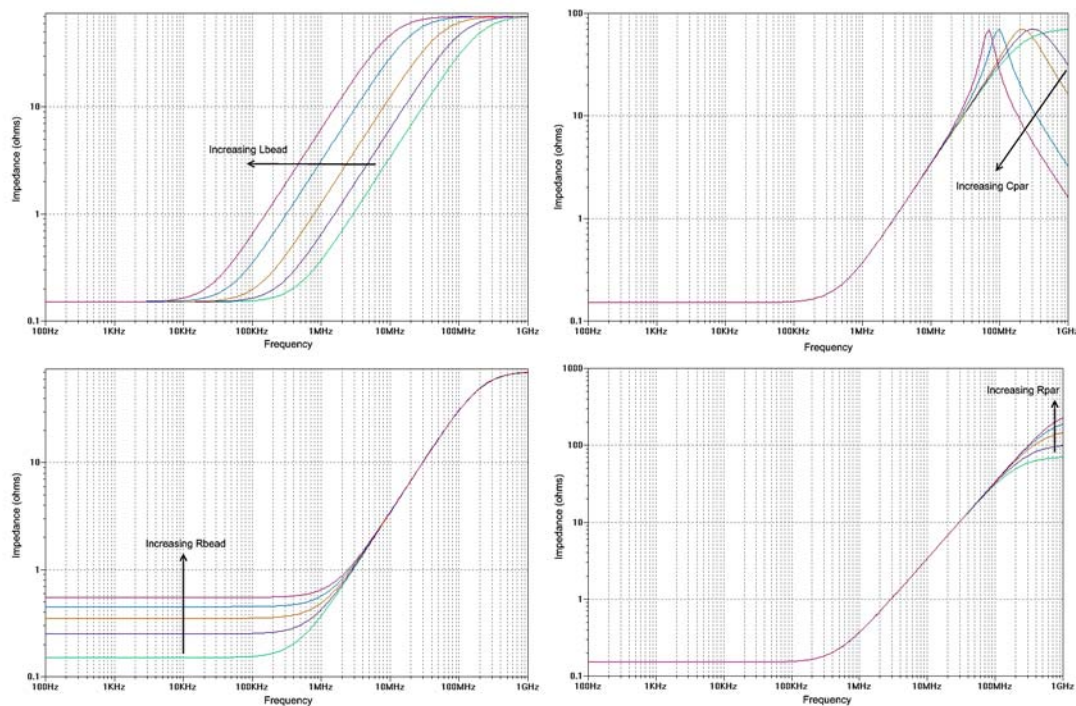 Impedance (ohms)
10
1
0.1
Increasing Lbead
100Hz 1KHz 10KHz 100KHz 1MHz 10MHz 100MHz 1GHz
Frequency
Impedance (ohms)
100
10
1
0.1
Increasing Cpar
100Hz 1KHz 10KHz 100KHz 1MHz 10MHz 100MHz 1GHz
Frequency
Impedance (ohms)
10
1
0.1
Increasing Rbead
100Hz 1KHz 10KHz 100KHz 1MHz 10MHz 100MHz 1GHz
Frequency
Impedance (ohms)
1000
100
10
1
0.1
Increasing Rpar
100Hz 1KHz 10KHz 100KHz 1MHz 10MHz 100MHz 1GHz
Frequency